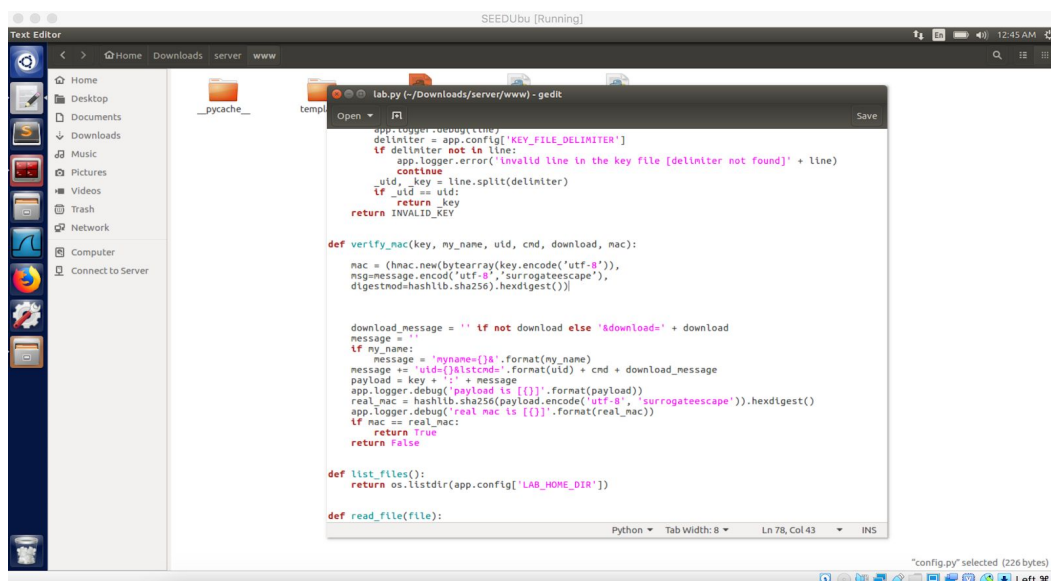 SEEDUbu [Running]
Text Editor
En
12:45 AM
Home Downloads server www
Home
Desktop
Documents
Downloads
Music
Pictures
Videos
Trash
Network
Computer
Connect to Server
__pycache__
templ
lab.py (~/Downloads/server/www) - gedit
Open
Save
app.logger.debug(line)
delimiter = app.config['KEY_FILE_DELIMITER']
if delimiter not in line:
app.logger.error('invalid line in the key file [delimiter not found]' + line)
continue
_uid, _key = line.split(delimiter)
if _uid == uid:
return _key
return INVALID_KEY
def verify_mac(key, my_name, uid, cmd, download, mac):
mac = (hmac.new(bytearray(key.encode('utf-8')),
msg=message.encod('utf-8','surrogateescape'),
digestmod=hashlib.sha256).hexdigest())
download_message = '' if not download else '&download=' + download
message = ''
if my_name:
message = 'myname={}&'.format(my_name)
message += 'uid={}&lstcmd='.format(uid) + cmd + download_message
payload = key + ':' + message
app.logger.debug('payload is [{}]'.format(payload))
real_mac = hashlib.sha256(payload.encode('utf-8', 'surrogateescape')).hexdigest()
app.logger.debug('real mac is [{}]'.format(real_mac))
if mac == real_mac:
return True
return False
def list_files():
return os.listdir(app.config['LAB_HOME_DIR'])
def read_file(file):
Python Tab Width: 8 Ln 78, Col 43 INS
"config.py" selected (226 bytes)
Left ⌘